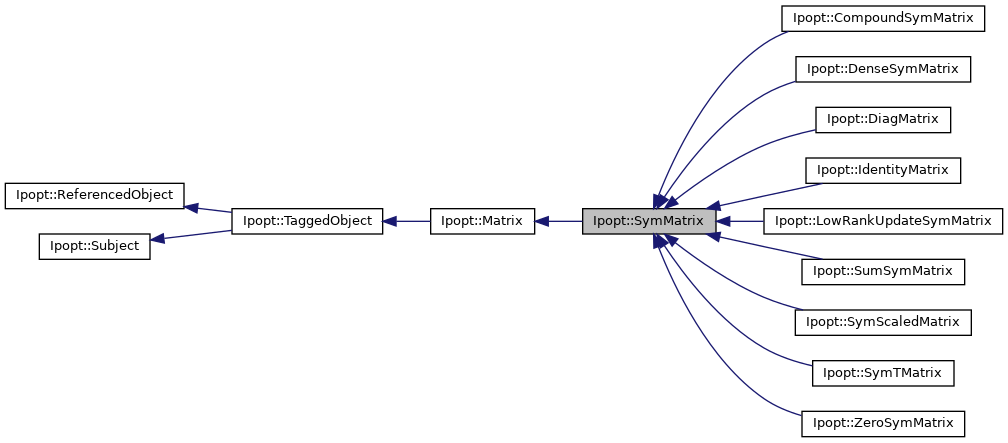 Ipopt::ReferencedObject
Ipopt::Subject
Ipopt::TaggedObject
Ipopt::Matrix
Ipopt::SymMatrix
Ipopt::CompoundSymMatrix
Ipopt::DenseSymMatrix
Ipopt::DiagMatrix
Ipopt::IdentityMatrix
Ipopt::LowRankUpdateSymMatrix
Ipopt::SumSymMatrix
Ipopt::SymScaledMatrix
Ipopt::SymTMatrix
Ipopt::ZeroSymMatrix